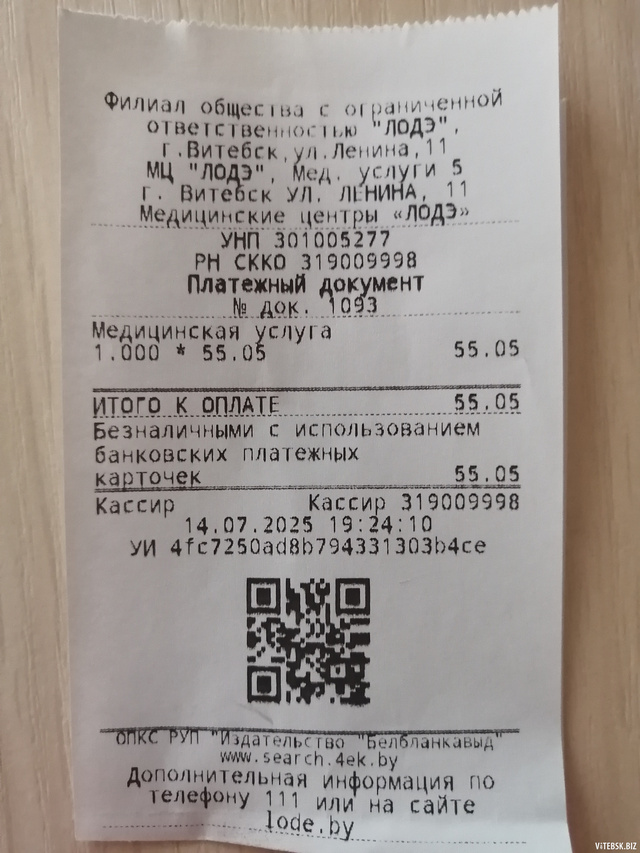 Филиал общества с ограниченной
ответственностью "ЛОДЭ",
г.Витебск,ул.Ленина,11
МЦ "ЛОДЭ", Мед. услуги 5
г. Витебск УЛ. ЛЕНИНА, 11
Медицинские центры «ЛОДЭ»
УНП 301005277
РН СККО 319009998
Платежный документ
№ док. 1093
Медицинская услуга
1.000 * 55.05 55.05
ИТОГО К ОПЛАТЕ 55.05
Безналичными с использованием
банковских платежных
карточек 55.05
Кассир Кассир 319009998
14.07.2025 19:24:10
УИ 4fc7250ad8b794331303b4ce
ОПКС РУП "Издательство "Белбланкавыд"
www.search.4ek.by
Дополнительная информация по
телефону 111 или на сайте
lode.by
ViTEBSK.BIZ